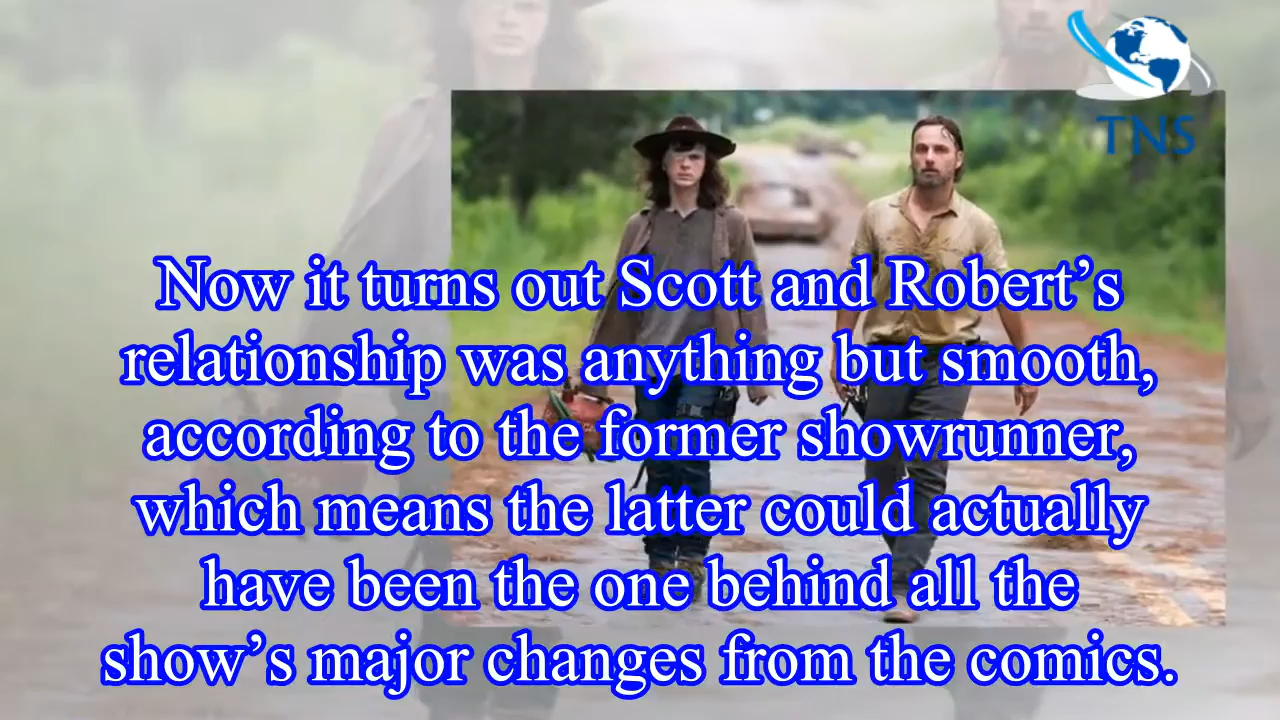 TNS
Now it turns out Scott and Robert’s
relationship was anything but smooth,
according to the former showrunner,
which means the latter could actually
have been the one behind all the
show’s major changes from the comics.